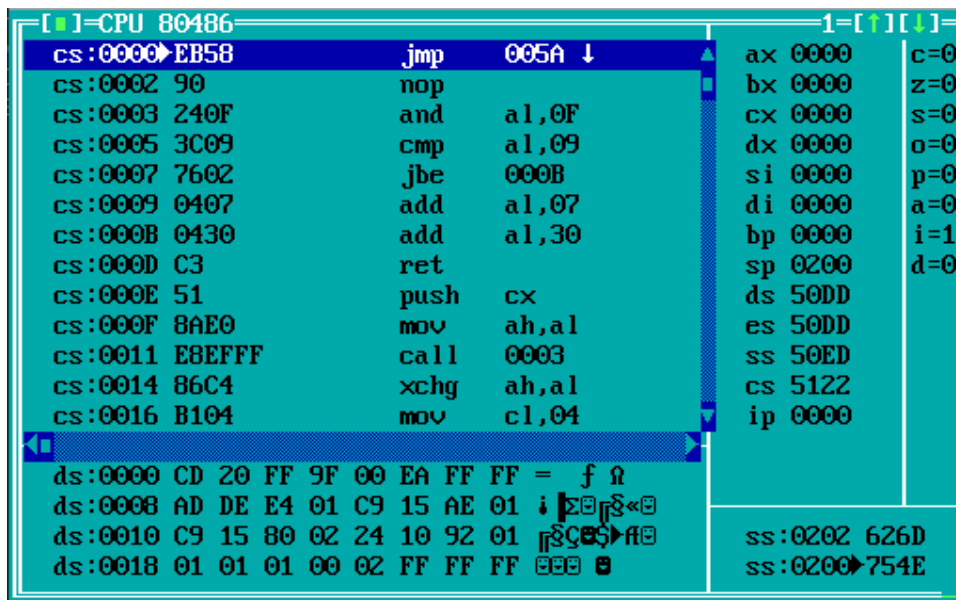 [■]=CPU 80486 1=[↑][↓]=
cs:0000►EB58 jmp 005A ↓ ax 0000 c=0
cs:0002 90 nop bx 0000 z=0
cs:0003 240F and al,0F cx 0000 s=0
cs:0005 3C09 cmp al,09 dx 0000 o=0
cs:0007 7602 jbe 000B si 0000 p=0
cs:0009 0407 add al,07 di 0000 a=0
cs:000B 0430 add al,30 bp 0000 i=1
cs:000D C3 ret sp 0200 d=0
cs:000E 51 push cx ds 50DD
cs:000F 8AE0 mov ah,al es 50DD
cs:0011 E8EFFF call 0003 ss 50ED
cs:0014 86C4 xchg ah,al cs 5122
cs:0016 B104 mov cl,04 ip 0000
ds:0000 CD 20 FF 9F 00 EA FF FF = ƒ Ω
ds:0008 AD DE E4 01 C9 15 AE 01 ¡▐Σ☺╔§«☺
ds:0010 C9 15 80 02 24 10 92 01 ╔§Ç☻$►Æ☺ ss:0202 626D
ds:0018 01 01 01 00 02 FF FF FF ☺☺☺ ☻ ss:0200►754E